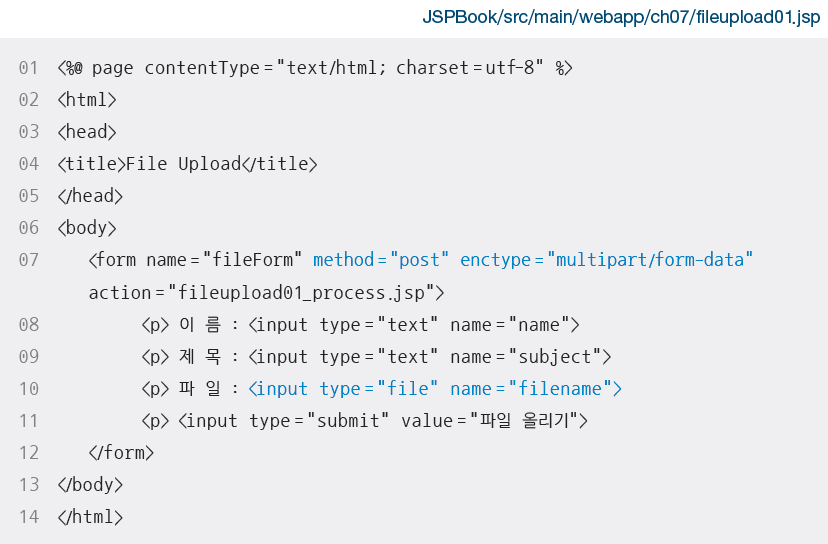 JSPBook/src/main/webapp/ch07/fileupload01.jsp
01 <%@ page contentType="text/html; charset=utf-8" %>
02 <html>
03 <head>
04 <title>File Upload</title>
05 </head>
06 <body>
07 <form name="fileForm" method="post" enctype="multipart/form-data"
action="fileupload01_process.jsp">
08 <p> 이 름 : <input type="text" name="name">
09 <p> 제 목 : <input type="text" name="subject">
10 <p> 파 일 : <input type="file" name="filename">
11 <p> <input type="submit" value="파일 올리기">
12 </form>
13 </body>
14 </html>